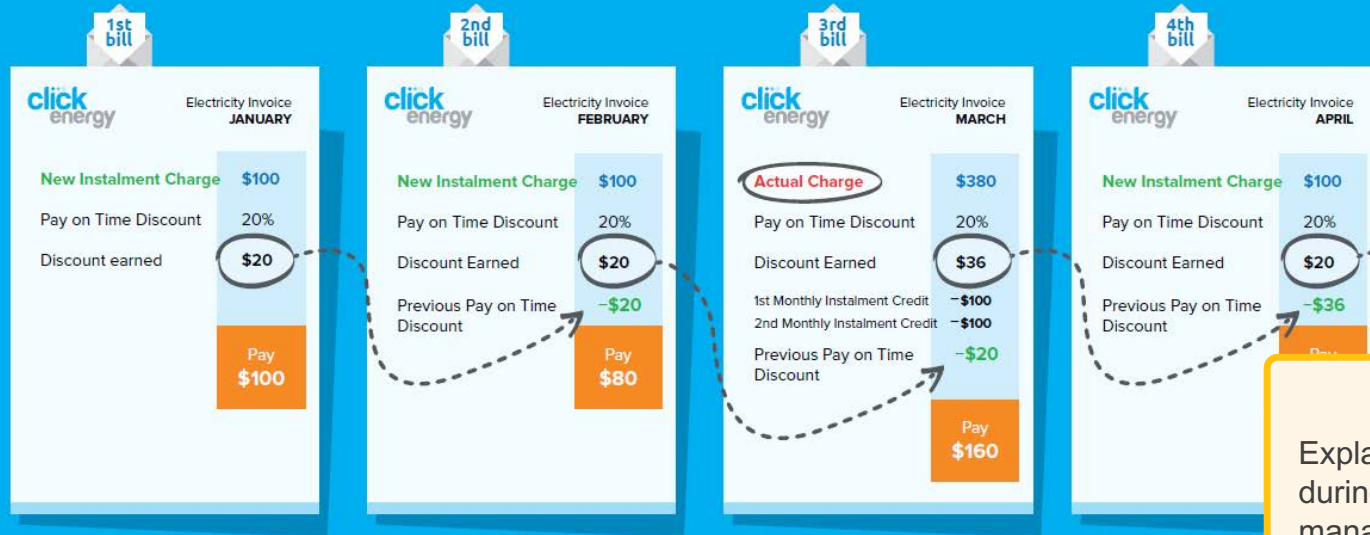 1st
bill
click
energy
Electricity Invoice
JANUARY
New Instalment Charge $100
Pay on Time Discount 20%
Discount earned $20
Pay
$100
2nd
bill
click
energy
Electricity Invoice
FEBRUARY
New Instalment Charge $100
Pay on Time Discount 20%
Discount Earned $20
Previous Pay on Time −$20
Discount
Pay
$80
3rd
bill
click
energy
Electricity Invoice
MARCH
Actual Charge $380
Pay on Time Discount 20%
Discount Earned $36
1st Monthly Instalment Credit −$100
2nd Monthly Instalment Credit −$100
Previous Pay on Time −$20
Discount
Pay
$160
4th
bill
click
energy
Electricity Invoice
APRIL
New Instalment Charge $100
Pay on Time Discount 20%
Discount Earned $20
Previous Pay on Time −$36
Discount
Pay